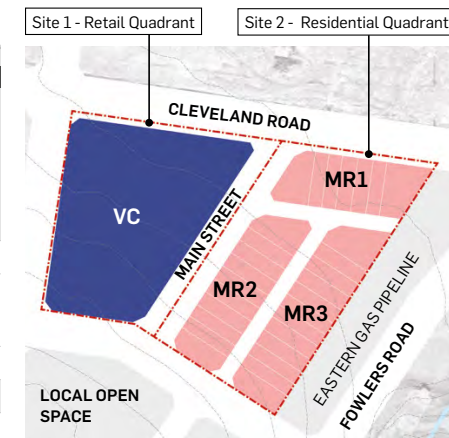 Site 1 - Retail Quadrant
Site 2 - Residential Quadrant
CLEVELAND ROAD
MR1
VC
MAIN STREET
MR2
MR3
EASTERN GAS PIPELINE
FOWLERS ROAD
LOCAL OPEN
SPACE